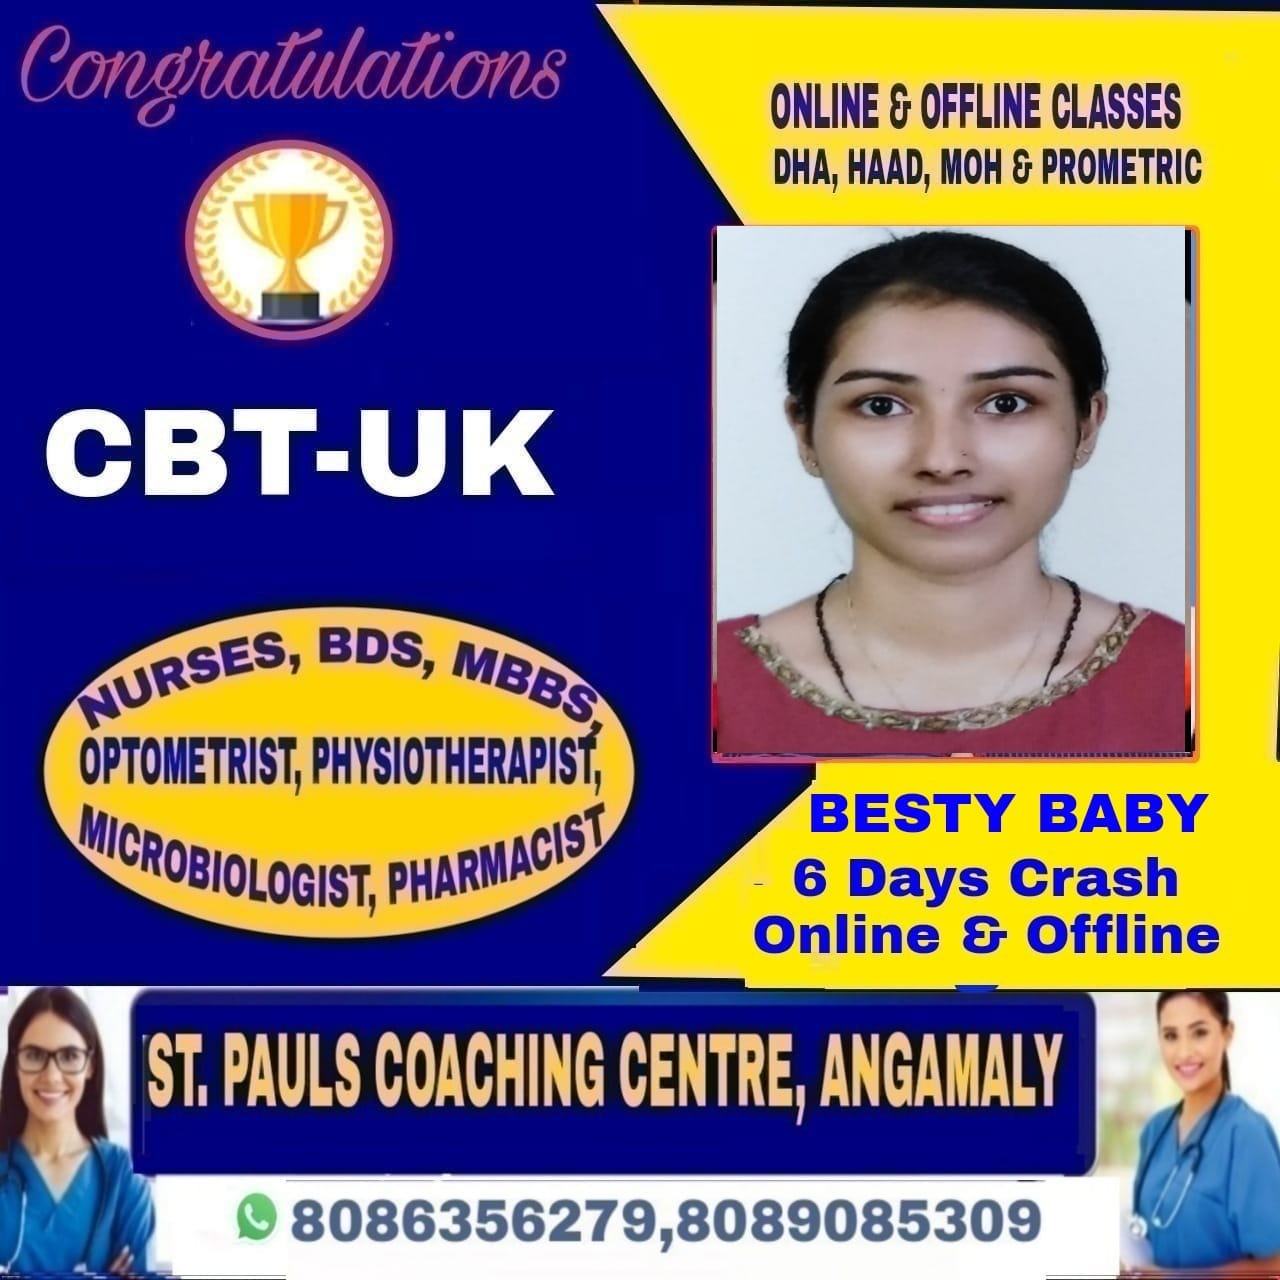 Congratulations
ONLINE & OFFLINE CLASSES
DHA, HAAD, MOH & PROMETRIC
CBT-UK
NURSES, BDS, MBBS,
OPTOMETRIST, PHYSIOTHERAPIST,
MICROBIOLOGIST, PHARMACIST
BESTY BABY
- 6 Days Crash
Online & Offline
ST. PAULS COACHING CENTRE, ANGAMALY
8086356279,8089085309